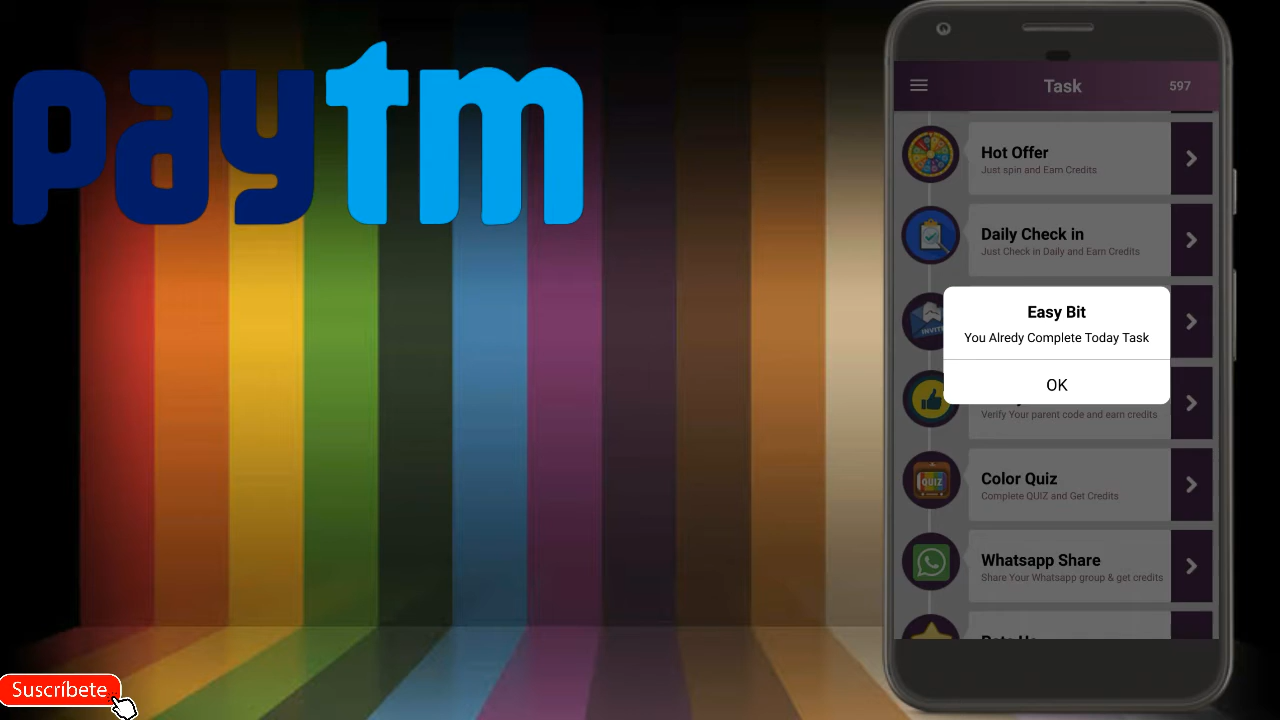 paytm
Task
597
Hot Offer
Just spin and Earn Credits
Daily Check in
Just Check in Daily and Earn Credits
INVITE
Easy Bit
You Alredy Complete Today Task
OK
Verify Your parent code and earn credits
QUIZ
Color Quiz
Complete QUIZ and Get Credits
Whatsapp Share
Share Your Whatsapp group & get credits
Suscríbete